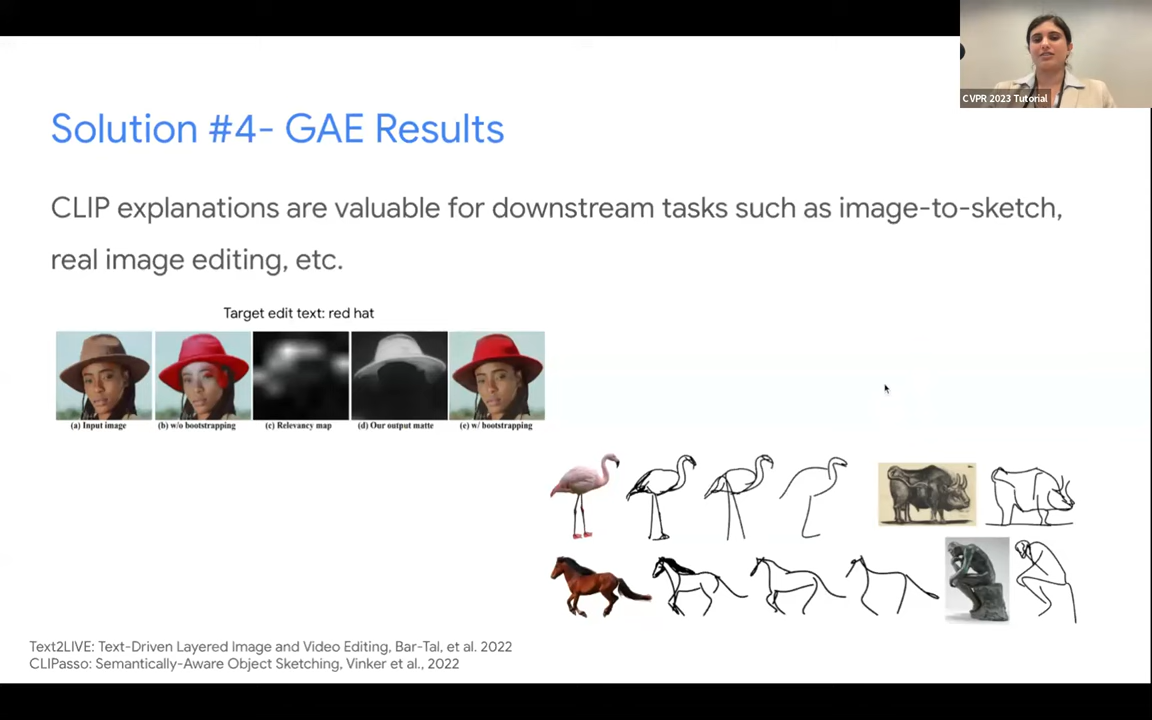 CVPR 2023 Tutorial
Solution #4- GAE Results
CLIP explanations are valuable for downstream tasks such as image-to-sketch,
real image editing, etc.
Target edit text: red hat
(a) Input image (b) w/o bootstrapping (c) Relevancy map (d) Our output matte (e) w/ bootstrapping
Text2LIVE: Text-Driven Layered Image and Video Editing, Bar-Tal, et al. 2022
CLIPasso: Semantically-Aware Object Sketching, Vinker et al., 2022